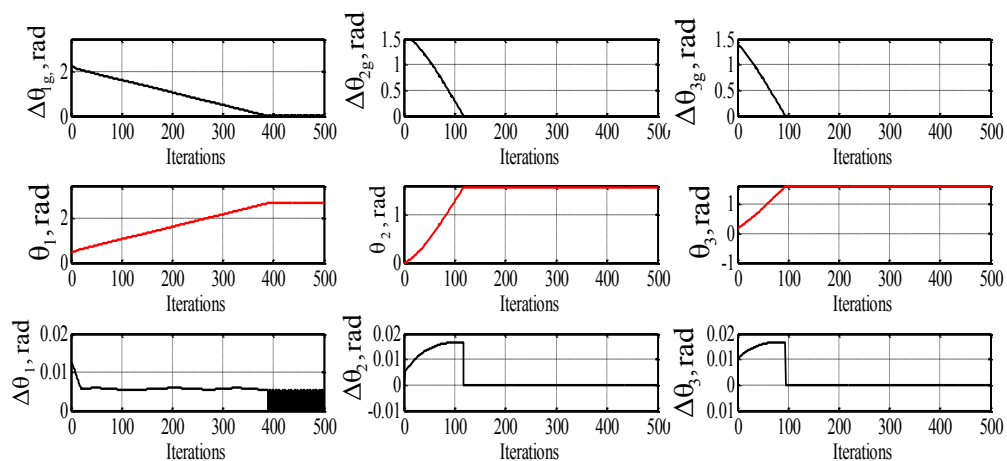 Δθ1g, rad
2
0
0 100 200 300 400 500
Iterations
Δθ2g, rad
1.5
1
0.5
0
0 100 200 300 400 500
Iterations
Δθ3g, rad
1.5
1
0.5
0
0 100 200 300 400 500
Iterations
θ1, rad
2
0
0 100 200 300 400 500
Iterations
θ2, rad
1
0
0 100 200 300 400 500
Iterations
θ3, rad
1
0
-1
0 100 200 300 400 500
Iterations
Δθ1, rad
0.02
0.01
0
0 100 200 300 400 500
Iterations
Δθ2, rad
0.02
0.01
0
-0.01
0 100 200 300 400 500
Iterations
Δθ3, rad
0.02
0.01
0
0.01
0 100 200 300 400 500
Iterations